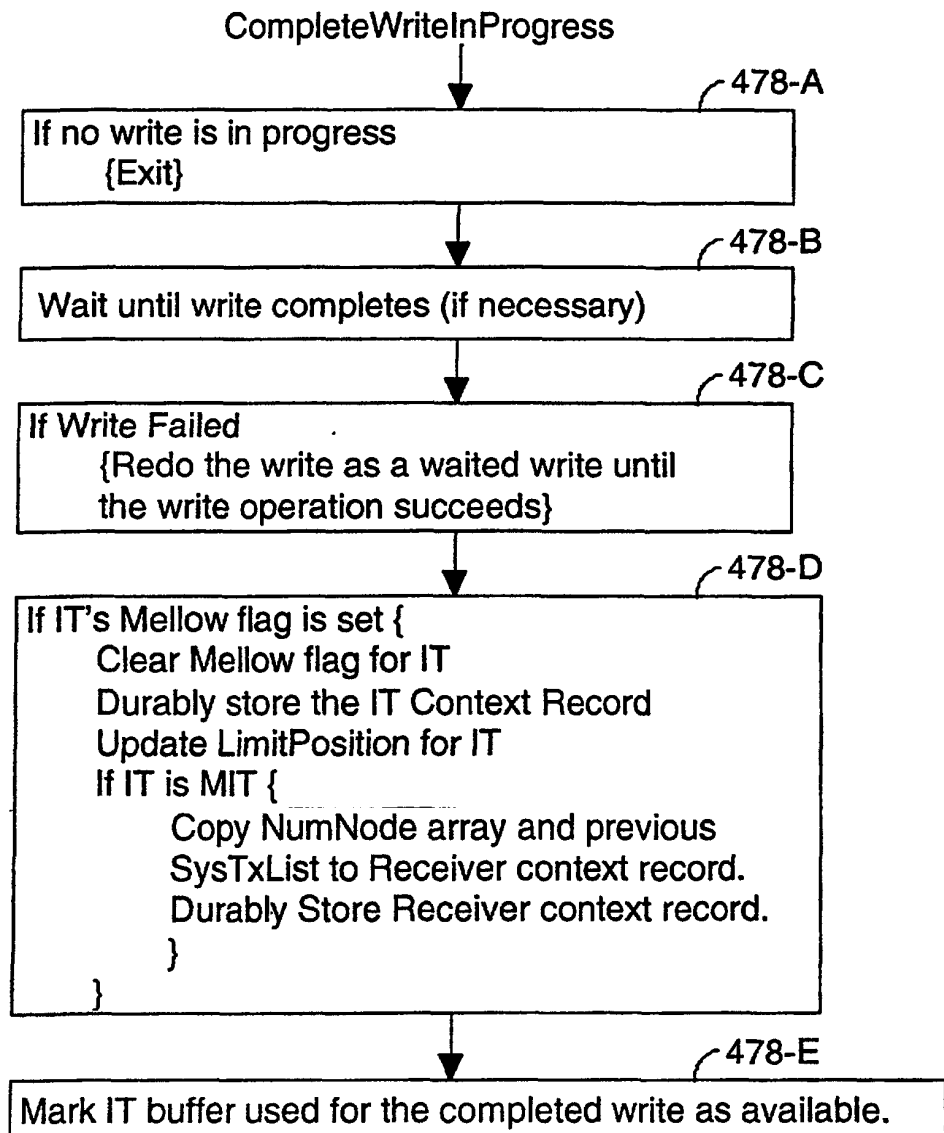 CompleteWriteInProgress
478-A
If no write is in progress
{Exit}
478-B
Wait until write completes (if necessary)
478-C
If Write Failed
{Redo the write as a waited write until
the write operation succeeds}
478-D
If IT's Mellow flag is set {
Clear Mellow flag for IT
Durably store the IT Context Record
Update LimitPosition for IT
If IT is MIT {
Copy NumNode array and previous
SysTxList to Receiver context record.
Durably Store Receiver context record.
}
}
478-E
Mark IT buffer used for the completed write as available.